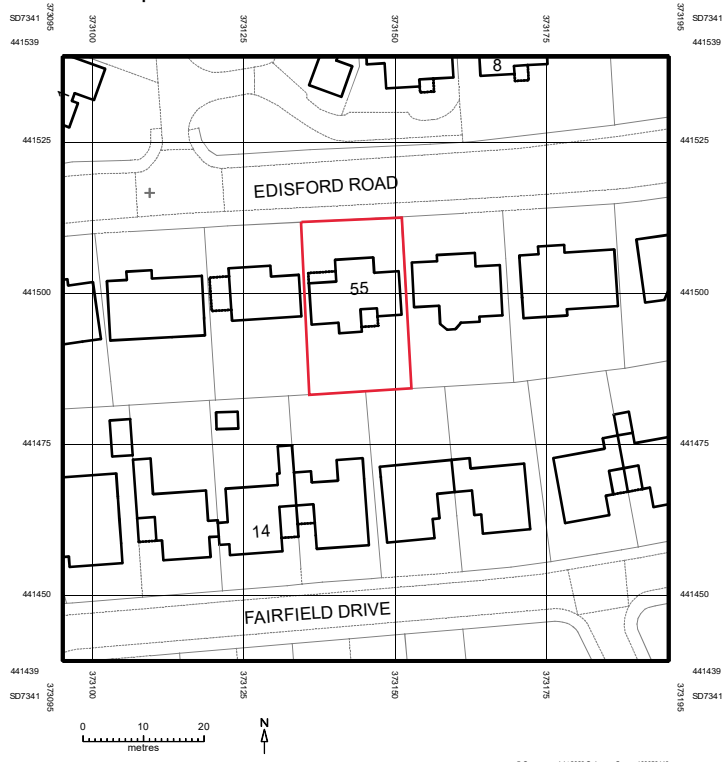 SD7341 373095 373195 SD7341
441539 373100 373125 373150 373175 441539
8
441525 441525
EDISFORD ROAD
55
441500 441500
441475 441475
14
441450 441450
FAIRFIELD DRIVE
441439 373100 373125 373150 373175 441439
SD7341 373095 373195 SD7341
0 10 20
metres
N